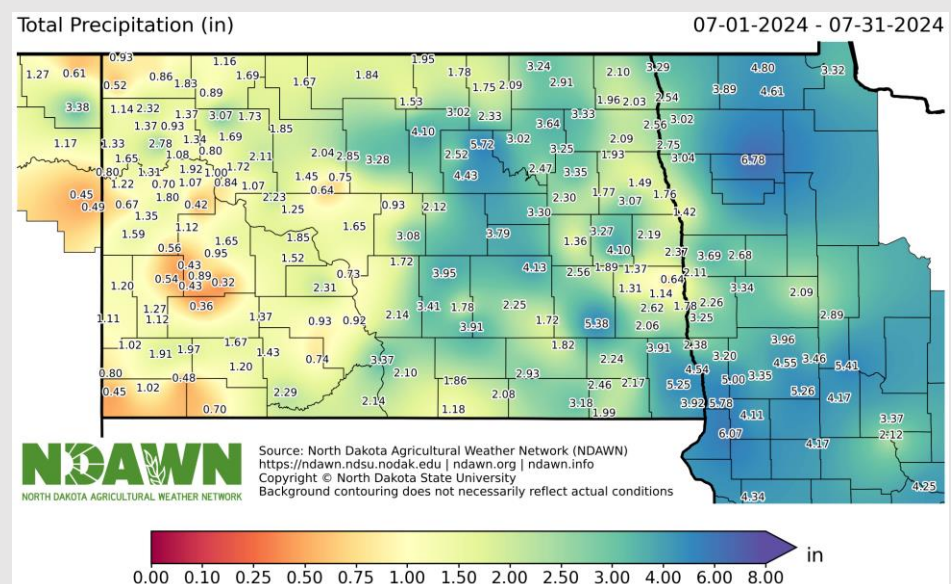 Total Precipitation (in) 07-01-2024 - 07-31-2024
0.93 1.16 1.95 3.24 3.29 4.80
1.27 0.61 0.86 1.69 1.84 1.78 2.10 3.32
0.52 1.83 0.89 1.67 1.75 2.09 2.91 3.89 4.61
3.38 1.14 2.32 1.53 1.96 2.03 2.54
1.37 3.07 1.73 3.02 2.33 3.33 3.02
1.37 0.93 1.85 4.10 3.64 2.56
1.17 1.33 2.78 1.34 1.69 5.72 3.02 2.09 2.75
1.65 1.08 0.80 2.11 2.04 2.85 3.28 2.52 3.25 1.93 3.04 6.78
0.80 1.31 1.92 1.00 1.72 1.45 0.75 4.43 2.47 3.35
1.22 0.70 1.07 0.84 1.07 0.64 1.49
0.45 1.80 2.23 2.30 1.77 1.76
0.49 0.67 0.42 1.25 0.93 2.12 3.30 3.07 1.42
1.35 1.12 1.65
1.59 1.65 1.85 3.08 3.79 1.36 3.27 2.19
0.56 0.95 1.52 4.10 2.37 3.69 2.68
0.43 1.72
0.54 0.89 0.32 0.73 3.95 4.13 2.56 1.89 1.37 2.11
1.20 0.43 2.31 1.31 0.64 3.34 2.09
0.36 1.14
1.27 3.41 1.78 2.25 2.62 1.78 2.26
1.11 1.12 1.37 0.93 0.92 2.14 1.72 5.38 3.25 2.89
3.91 2.06
1.02 1.67 1.82 2.38 3.96
1.91 1.97 1.43 0.74 3.37 2.24 3.91 3.20 4.55 3.46
0.80 1.20 2.10 2.93 4.54 3.35 5.41
0.45 1.02 0.48 1.86 2.46 2.17 5.25 5.00
2.29 2.08 5.26 4.17
0.70 2.14 1.18 3.18 1.99 3.92 5.78 4.11 3.37
6.07 2.12
4.17
4.25
4.34
NDAWN
NORTH DAKOTA AGRICULTURAL WEATHER NETWORK
Source: North Dakota Agricultural Weather Network (NDAWN)
https://ndawn.ndsu.nodak.edu | ndawn.org | ndawn.info
Copyright © North Dakota State University
Background contouring does not necessarily reflect actual conditions
in
0.00 0.10 0.25 0.50 0.75 1.00 1.50 2.00 2.50 3.00 4.00 6.00 8.00